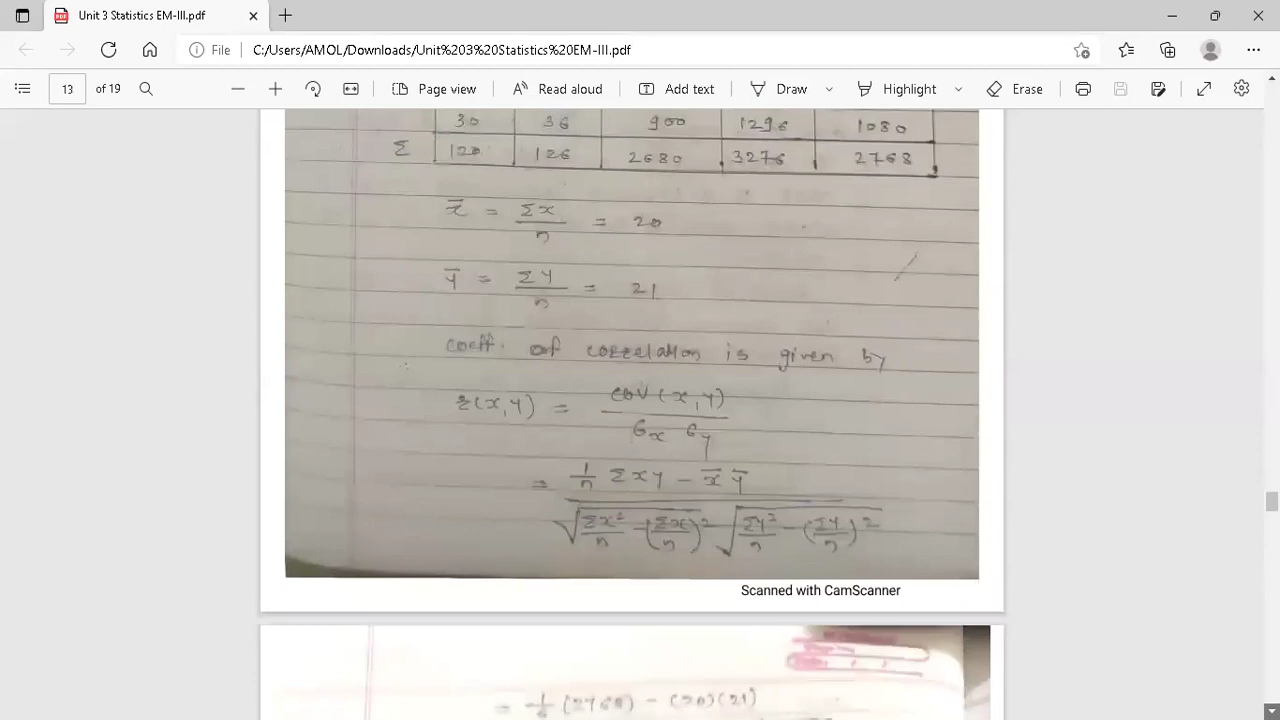 Unit 3 Statistics EM-III.pdf
File C:/Users/AMOL/Downloads/Unit%203%20Statistics%20EM-III.pdf
13 of 19 Page view Read aloud Add text Draw Highlight Erase
30 36 900 1296 1080
Σ 120 126 2680 3276 2768
x̄ = Σx/n = 20
ȳ = Σy/n = 21
coeff. of correlation is given by
r(x,y) = cov(x,y)/σx σy
= 1/n Σxy - x̄ ȳ / √(Σx²/n - (Σx/n)²) √(Σy²/n - (Σy/n)²)
Scanned with CamScanner
= 1/6 (2768) - (20)(21)